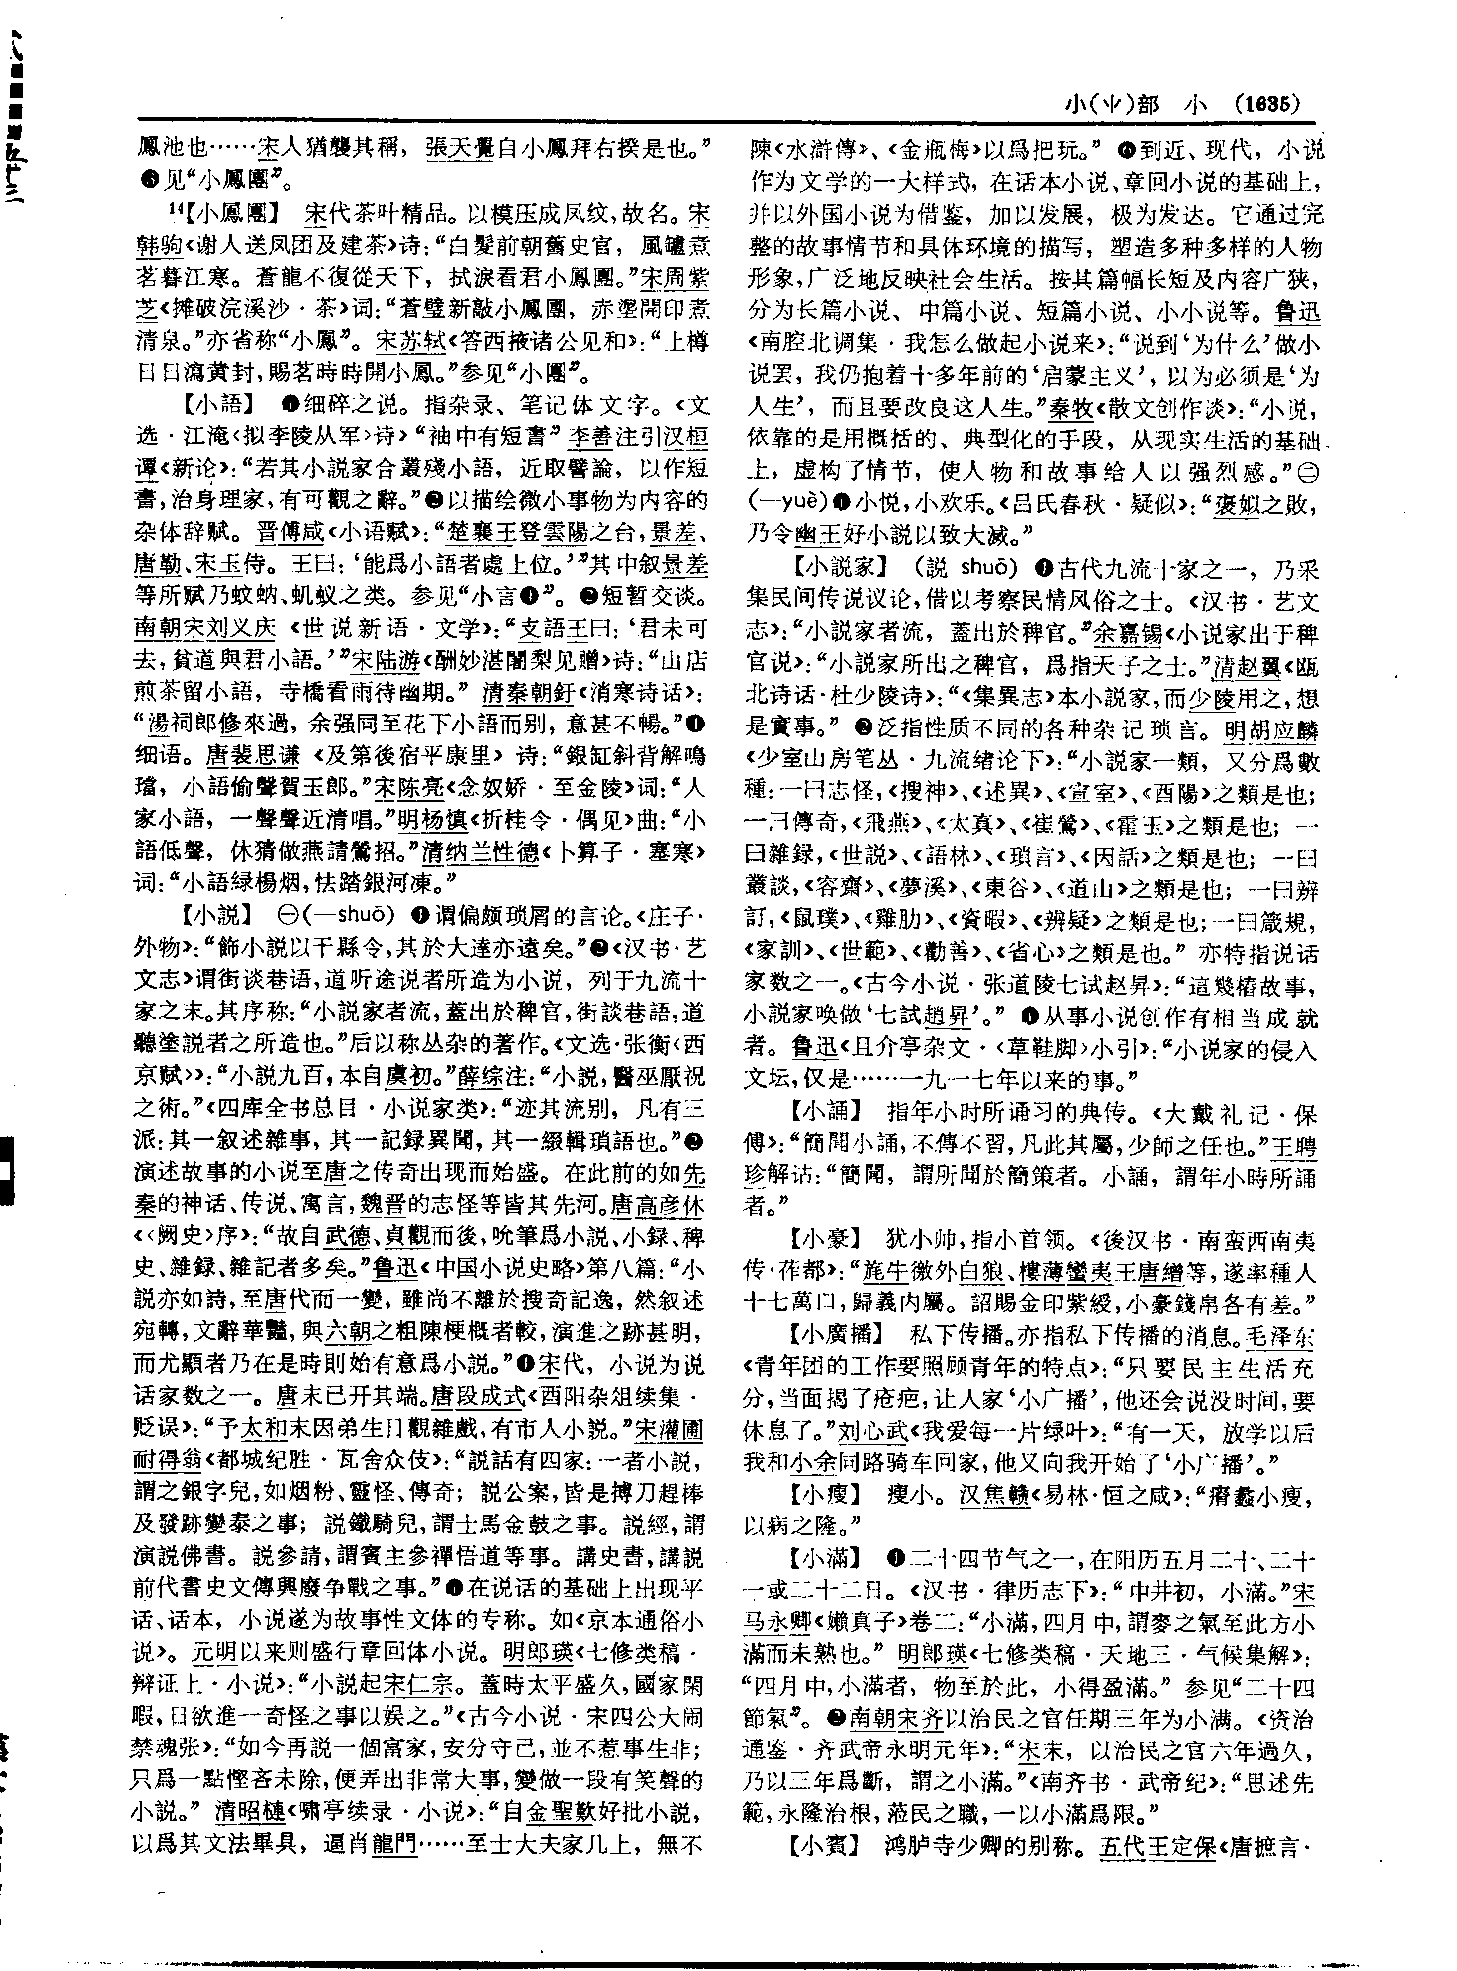 小(⺌)部 小 (1635)
鳳池也……宋人猶襲其稱，張天覺自小鳳拜右揆是也。”
❻见“小鳳團”。
14【小鳳團】 宋代茶叶精品。以模压成凤纹，故名。宋
韩驹《谢人送凤团及建茶》诗：“白髮前朝舊史官，風鑪煮
茗暮江寒。蒼龍不復從天下，拭淚看君小鳳團。”宋周紫
芝《摊破浣溪沙·茶》词：“蒼璧新敲小鳳團，赤埿開印煮
清泉。”亦省称“小鳳”。宋苏轼《答西掖诸公见和》：“上樽
日日瀉黄封，賜茗時時開小鳳。”参见“小團”。
【小語】 ❶细碎之说。指杂录、笔记体文字。《文
选·江淹〈拟李陵从军〉诗》“袖中有短書”李善注引汉桓
谭《新论》：“若其小説家合叢殘小語，近取譬論，以作短
書，治身理家，有可觀之辭。”❷以描绘微小事物为内容的
杂体辞赋。晋傅咸《小语赋》：“楚襄王登雲陽之台，景差、
唐勒、宋玉侍。王曰：‘能爲小語者處上位。’”其中叙景差
等所赋乃蚊蚋、虮蚁之类。参见“小言❶”。❸短暂交谈。
南朝宋刘义庆《世说新语·文学》：“支語王曰：‘君未可
去，貧道與君小語。’”宋陆游《酬妙湛闍梨见赠》诗：“山店
煎茶留小語，寺橋看雨待幽期。”清秦朝釪《消寒诗话》：
“湯祠郎修來過，余强同至花下小語而别，意甚不暢。”❹
细语。唐裴思谦《及第後宿平康里》诗：“銀缸斜背解鳴
璫，小語偷聲賀玉郎。”宋陈亮《念奴娇·至金陵》词：“人
家小語，一聲聲近清唱。”明杨慎《折桂令·偶见》曲：“小
語低聲，休猜做燕請鶯招。”清纳兰性德《卜算子·塞寒》
词：“小語緑楊烟，怯踏銀河凍。”
【小説】 ㊀(—shuō) ❶谓偏颇琐屑的言论。《庄子·
外物》：“飾小説以干縣令，其於大達亦遠矣。”❷《汉书·艺
文志》谓街谈巷语，道听途说者所造为小说，列于九流十
家之末。其序称：“小説家者流，蓋出於稗官，街談巷語，道
聽塗説者之所造也。”后以称丛杂的著作。《文选·张衡〈西
京赋〉》：“小説九百，本自虞初。”薛综注：“小説，醫巫厭祝
之術。”《四库全书总目·小说家类》：“迹其流别，凡有三
派：其一叙述雜事，其一記録異聞，其一綴輯瑣語也。”❸
演述故事的小说至唐之传奇出现而始盛。在此前的如先
秦的神话、传说、寓言，魏晋的志怪等皆其先河。唐高彦休
《〈阙史〉序》：“故自武德、貞觀而後，吮筆爲小説、小録、稗
史、雜録、雜記者多矣。”鲁迅《中国小说史略》第八篇：“小
説亦如詩，至唐代而一變，雖尚不離於搜奇記逸，然叙述
宛轉，文辭華豔，與六朝之粗陳梗概者較，演進之跡甚明，
而尤顯者乃在是時則始有意爲小説。”❹宋代，小说为说
话家数之一。唐末已开其端。唐段成式《酉阳杂俎续集·
贬误》：“予太和末因弟生日觀雜戲，有市人小説。”宋灌圃
耐得翁《都城纪胜·瓦舍众伎》：“説話有四家：一者小説，
謂之銀字兒，如烟粉、靈怪、傳奇；説公案，皆是搏刀趕棒
及發跡變泰之事；説鐵騎兒，謂士馬金鼓之事。説經，謂
演説佛書。説參請，謂賓主參禪悟道等事。講史書，講説
前代書史文傳興廢争戰之事。”❺在说话的基础上出现平
话、话本，小说遂为故事性文体的专称。如《京本通俗小
说》。元明以来则盛行章回体小说。明郎瑛《七修类稿·
辩证上·小说》：“小説起宋仁宗。蓋時太平盛久，國家閑
暇，日欲進一奇怪之事以娱之。”《古今小说·宋四公大闹
禁魂张》：“如今再説一個富家，安分守己，並不惹事生非；
只爲一點慳吝未除，便弄出非常大事，變做一段有笑聲的
小説。”清昭槤《啸亭续录·小说》：“自金聖歎好批小説，
以爲其文法畢具，逼肖龍門……至士大夫家几上，無不
陳《水滸傳》、《金瓶梅》以爲把玩。”❻到近、现代，小说
作为文学的一大样式，在话本小说、章回小说的基础上，
并以外国小说为借鉴，加以发展，极为发达。它通过完
整的故事情节和具体环境的描写，塑造多种多样的人物
形象，广泛地反映社会生活。按其篇幅长短及内容广狭，
分为长篇小说、中篇小说、短篇小说、小小说等。鲁迅
《南腔北调集·我怎么做起小说来》：“说到‘为什么’做小
说罢，我仍抱着十多年前的‘启蒙主义’，以为必须是‘为
人生’，而且要改良这人生。”秦牧《散文创作谈》：“小说，
依靠的是用概括的、典型化的手段，从现实生活的基础
上，虚构了情节，使人物和故事给人以强烈感。”㊁
(—yuè)❶小悦，小欢乐。《吕氏春秋·疑似》：“褒姒之敗，
乃令幽王好小説以致大滅。”
【小説家】 (説 shuō) ❶古代九流十家之一，乃采
集民间传说议论，借以考察民情风俗之士。《汉书·艺文
志》：“小説家者流，蓋出於稗官。”余嘉锡《小说家出于稗
官说》：“小説家所出之稗官，爲指天子之士。”清赵翼《瓯
北诗话·杜少陵诗》：“《集異志》本小説家，而少陵用之，想
是實事。”❷泛指性质不同的各种杂记琐言。明胡应麟
《少室山房笔丛·九流绪论下》：“小説家一類，又分爲數
種：一曰志怪，《搜神》、《述異》、《宣室》、《酉陽》之類是也；
一曰傳奇，《飛燕》、《太真》、《崔鶯》、《霍玉》之類是也；一
曰雜録，《世説》、《語林》、《瑣言》、《因話》之類是也；一曰
叢談，《容齋》、《夢溪》、《東谷》、《道山》之類是也；一曰辨
訂，《鼠璞》、《雞肋》、《資暇》、《辨疑》之類是也；一曰箴規，
《家訓》、《世範》、《勸善》、《省心》之類是也。”亦特指说话
家数之一。《古今小说·张道陵七试赵昇》：“這幾樁故事，
小説家唤做‘七試趙昇’。”❸从事小说创作有相当成就
者。鲁迅《且介亭杂文·〈草鞋脚〉小引》：“小说家的侵入
文坛，仅是……一九一七年以来的事。”
【小誦】 指年小时所诵习的典传。《大戴礼记·保
傅》：“簡聞小誦，不傳不習，凡此其屬，少師之任也。”王聘
珍解诂：“簡聞，謂所聞於簡策者。小誦，謂年小時所誦
者。”
【小豪】 犹小帅，指小首领。《後汉书·南蛮西南夷
传·莋都》：“旄牛徼外白狼、樓薄蠻夷王唐繒等，遂率種人
十七萬口，歸義内屬。詔賜金印紫綬，小豪錢帛各有差。”
【小廣播】 私下传播。亦指私下传播的消息。毛泽东
《青年团的工作要照顾青年的特点》：“只要民主生活充
分，当面揭了疮疤，让人家‘小广播’，他还会说没时间，要
休息了。”刘心武《我爱每一片绿叶》：“有一天，放学以后
我和小余同路骑车回家，他又向我开始了‘小广播’。”
【小瘦】 瘦小。汉焦赣《易林·恒之咸》：“瘠蠡小瘦，
以病之隆。”
【小滿】 ❶二十四节气之一，在阳历五月二十、二十
一或二十二日。《汉书·律历志下》：“中井初，小滿。”宋
马永卿《嬾真子》卷二：“小滿，四月中，謂麥之氣至此方小
滿而未熟也。”明郎瑛《七修类稿·天地三·气候集解》：
“四月中，小滿者，物至於此，小得盈滿。”参见“二十四
節氣”。❷南朝宋齐以治民之官任期三年为小满。《资治
通鉴·齐武帝永明元年》：“宋末，以治民之官六年過久，
乃以三年爲斷，謂之小滿。”《南齐书·武帝纪》：“思述先
範，永隆治根，蒞民之職，一以小滿爲限。”
【小賓】 鸿胪寺少卿的别称。五代王定保《唐摭言·